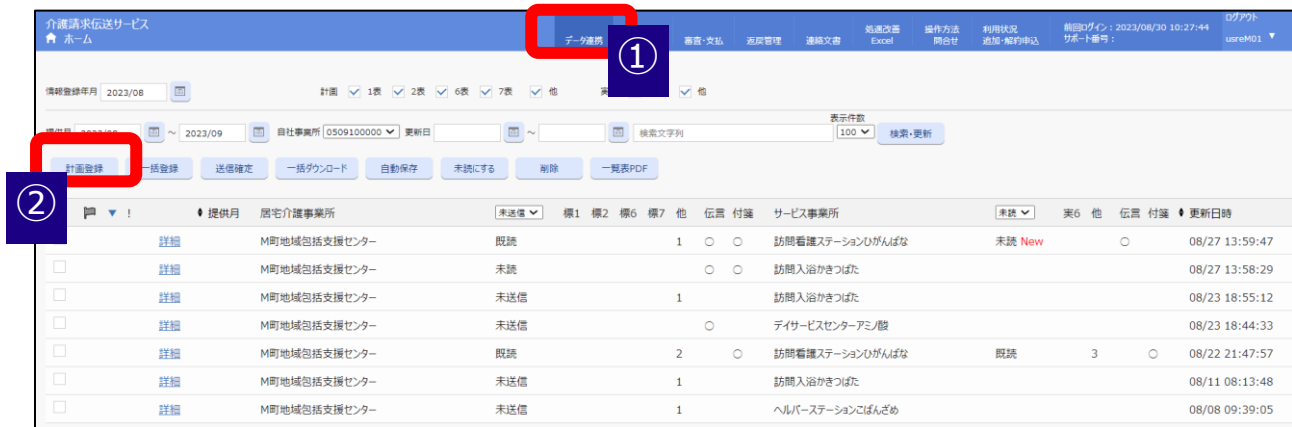 介護請求伝送サービス
ホーム
データ連携
①
審査・支払
返戻管理
連絡文書
処遇改善
Excel
操作方法
問合せ
利用状況
追加・解約申込
前回ログイン：2023/08/30 10:27:44
サポート番号：
ログアウト
usreM01 ▼
情報登録年月 2023/08 計画 1表 2表 6表 7表 他 実 他
表示件数
～ 2023/09 自社事業所 0509100000 更新日 ～ 検索文字列 100 検索・更新
計画登録 一括登録 送信確定 一括ダウンロード 自動保存 未読にする 削除 一覧表PDF
②
▼ ! 提供月 居宅介護事業所 未送信 標1 標2 標6 標7 他 伝言 付箋 サービス事業所 未読 実6 他 伝言 付箋 更新日時
詳細 M町地域包括支援センター 既読 1 ○ ○ 訪問看護ステーションひがんばな 未読 New ○ 08/27 13:59:47
詳細 M町地域包括支援センター 未読 ○ ○ 訪問入浴かきつばた 08/27 13:58:29
詳細 M町地域包括支援センター 未送信 1 訪問入浴かきつばた 08/23 18:55:12
詳細 M町地域包括支援センター 未送信 ○ デイサービスセンターアミノ酸 08/23 18:44:33
詳細 M町地域包括支援センター 既読 2 ○ 訪問看護ステーションひがんばな 既読 3 ○ 08/22 21:47:57
詳細 M町地域包括支援センター 未送信 1 訪問入浴かきつばた 08/11 08:13:48
詳細 M町地域包括支援センター 未送信 1 ヘルパーステーションこばんざめ 08/08 09:39:05